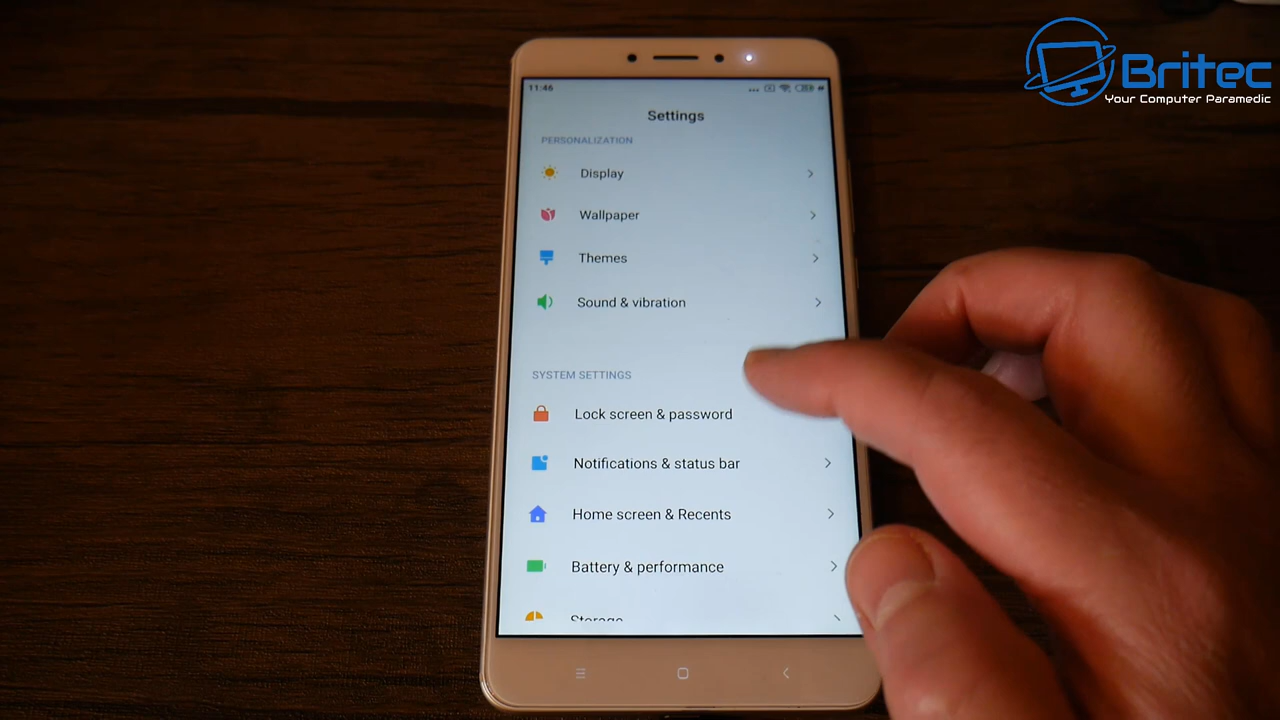 Britec
Your Computer Paramedic
11:46
Settings
PERSONALIZATION
Display
Wallpaper
Themes
Sound & vibration
SYSTEM SETTINGS
Lock screen & password
Notifications & status bar
Home screen & Recents
Battery & performance
Storage